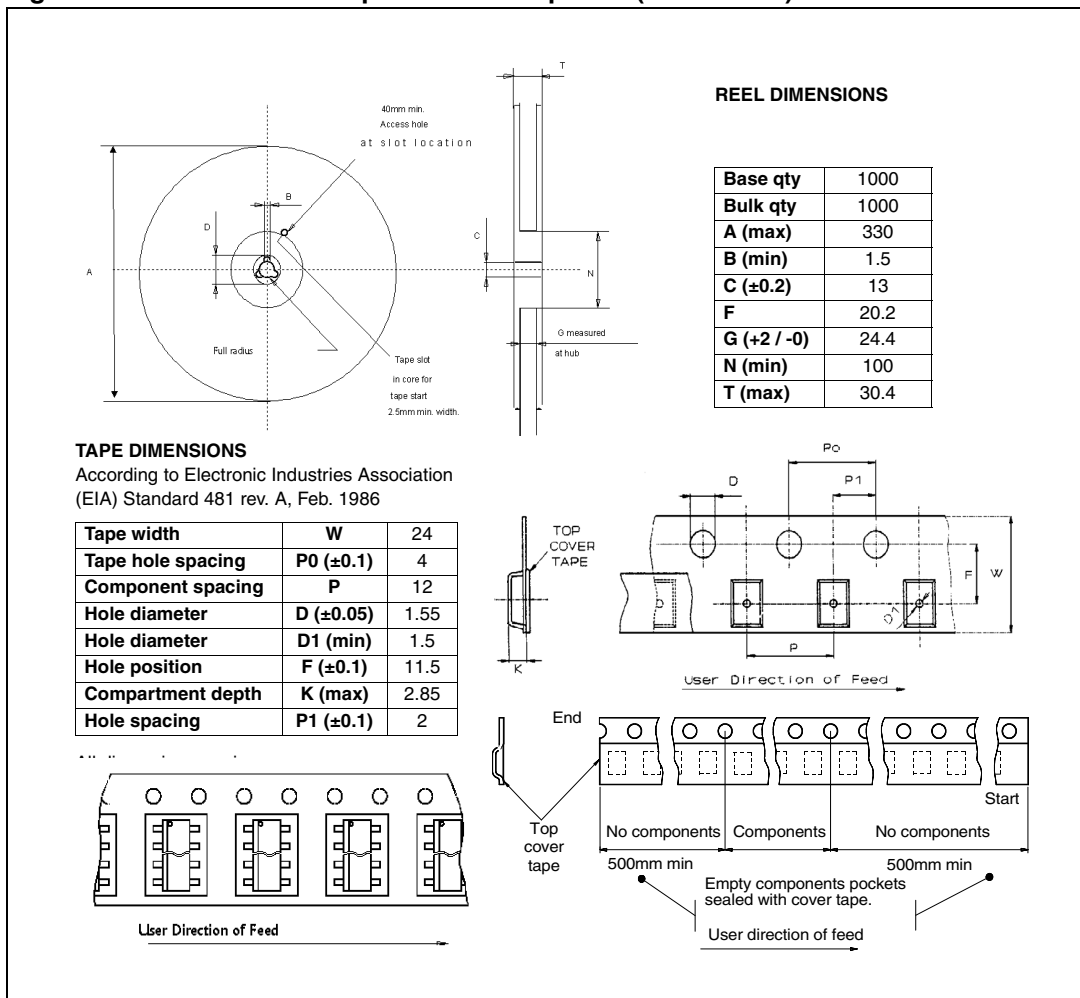 40mm min.
Access hole
at slot location
T
B
D
A
C
N
G measured
at hub
Full radius
Tape slot
in core for
tape start
2.5mm min. width.
REEL DIMENSIONS
Base qty 1000
Bulk qty 1000
A (max) 330
B (min) 1.5
C (±0.2) 13
F 20.2
G (+2 / -0) 24.4
N (min) 100
T (max) 30.4
TAPE DIMENSIONS
According to Electronic Industries Association
(EIA) Standard 481 rev. A, Feb. 1986
Tape width W 24
Tape hole spacing P0 (±0.1) 4
Component spacing P 12
Hole diameter D (±0.05) 1.55
Hole diameter D1 (min) 1.5
Hole position F (±0.1) 11.5
Compartment depth K (max) 2.85
Hole spacing P1 (±0.1) 2
TOP
COVER
TAPE
K
Po
D
P1
F
W
D1
P
User Direction of Feed
End
Start
Top
cover
tape
No components Components No components
500mm min 500mm min
Empty components pockets
sealed with cover tape.
User direction of feed
User Direction of Feed